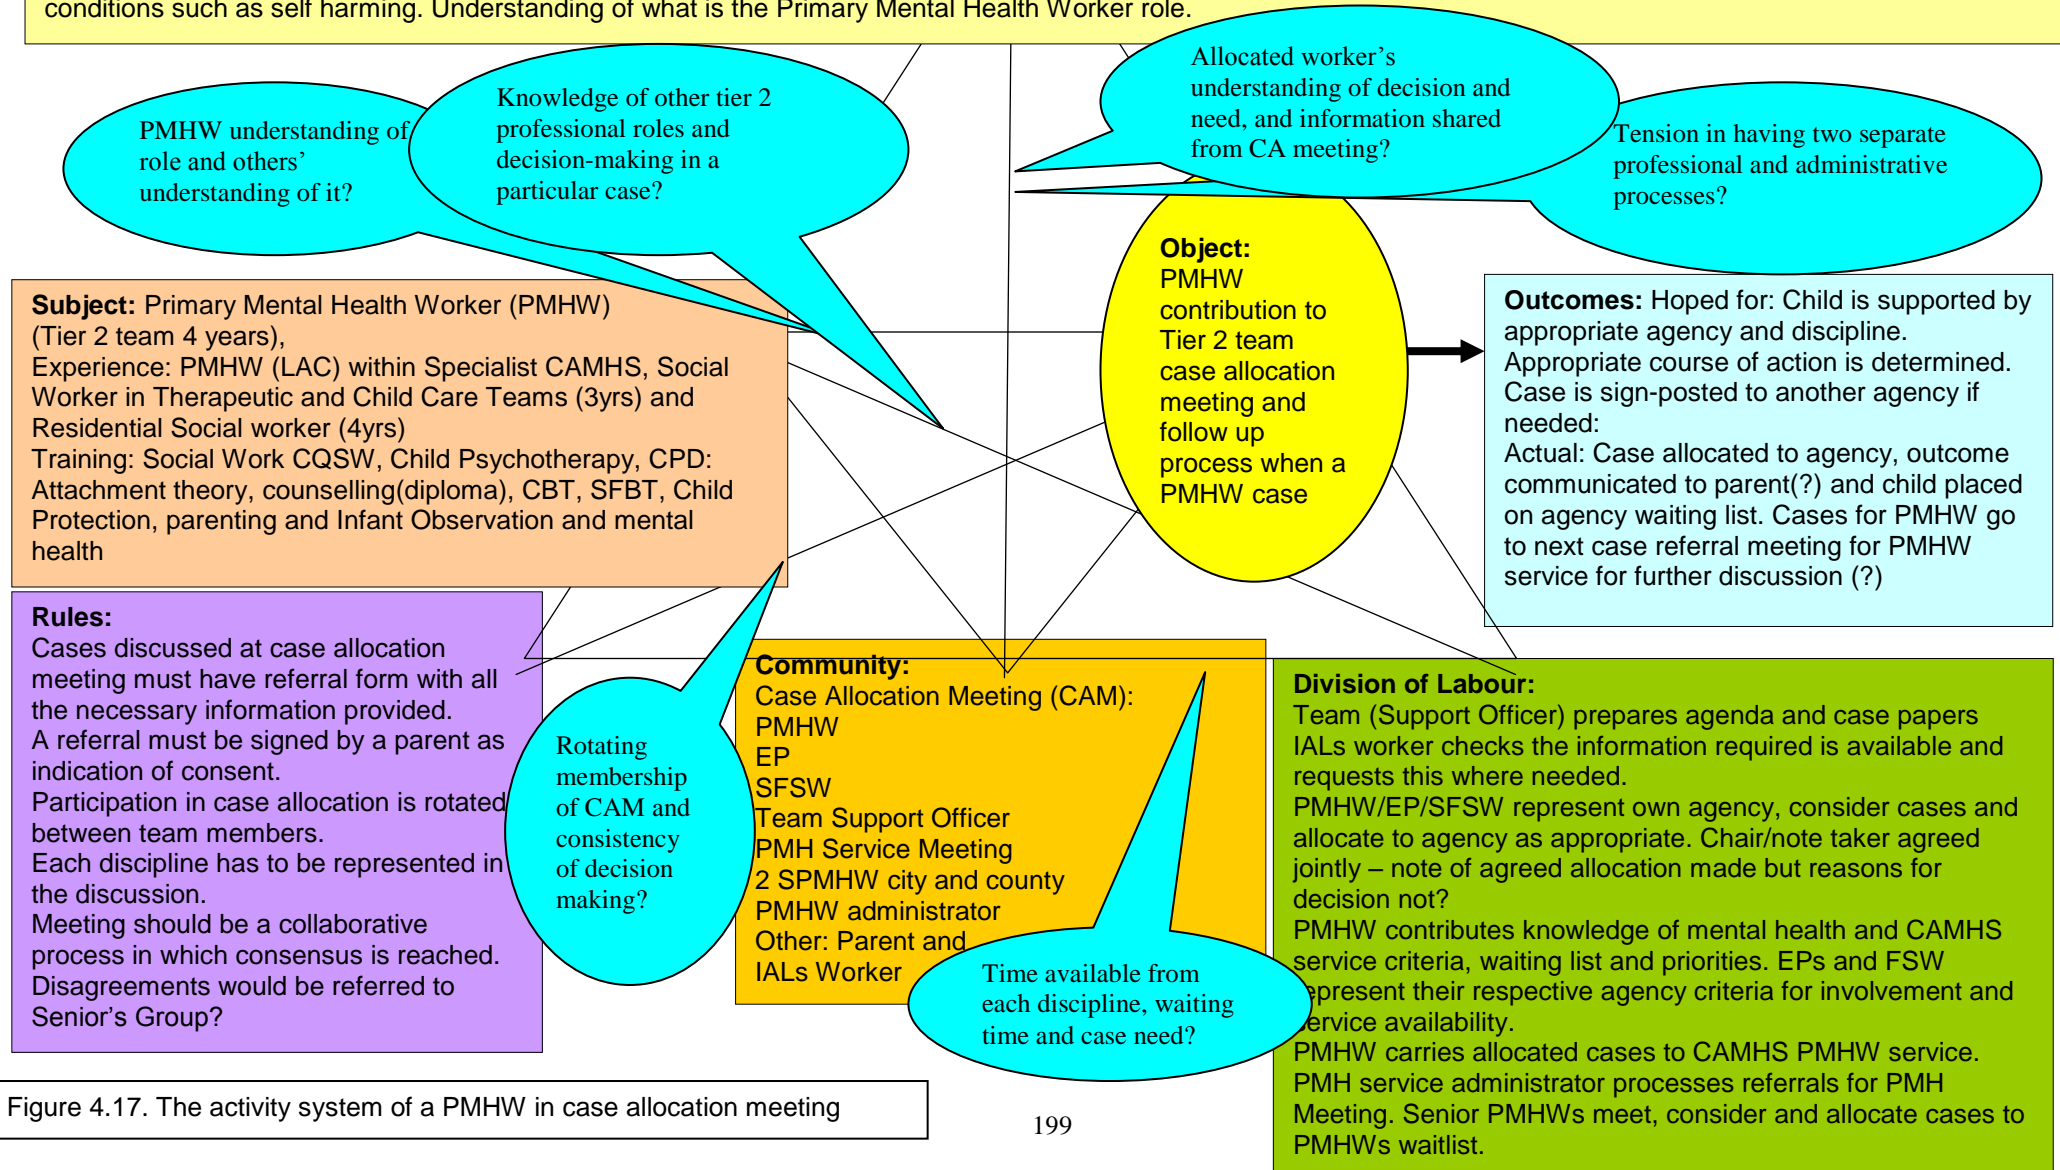 conditions such as self harming. Understanding of what is the Primary Mental Health Worker role.
PMHW understanding of
role and others’
understanding of it?
Knowledge of other tier 2
professional roles and
decision-making in a
particular case?
Allocated worker’s
understanding of decision and
need, and information shared
from CA meeting?
Tension in having two separate
professional and administrative
processes?
Subject: Primary Mental Health Worker (PMHW)
(Tier 2 team 4 years),
Experience: PMHW (LAC) within Specialist CAMHS, Social
Worker in Therapeutic and Child Care Teams (3yrs) and
Residential Social worker (4yrs)
Training: Social Work CQSW, Child Psychotherapy, CPD:
Attachment theory, counselling(diploma), CBT, SFBT, Child
Protection, parenting and Infant Observation and mental
health
Object:
PMHW
contribution to
Tier 2 team
case allocation
meeting and
follow up
process when a
PMHW case
Outcomes: Hoped for: Child is supported by
appropriate agency and discipline.
Appropriate course of action is determined.
Case is sign-posted to another agency if
needed:
Actual: Case allocated to agency, outcome
communicated to parent(?) and child placed
on agency waiting list. Cases for PMHW go
to next case referral meeting for PMHW
service for further discussion (?)
Rules:
Cases discussed at case allocation
meeting must have referral form with all
the necessary information provided.
A referral must be signed by a parent as
indication of consent.
Participation in case allocation is rotated
between team members.
Each discipline has to be represented in
the discussion.
Meeting should be a collaborative
process in which consensus is reached.
Disagreements would be referred to
Senior’s Group?
Rotating
membership
of CAM and
consistency
of decision
making?
Community:
Case Allocation Meeting (CAM):
PMHW
EP
SFSW
Team Support Officer
PMH Service Meeting
2 SPMHW city and county
PMHW administrator
Other: Parent and
IALs Worker
Time available from
each discipline, waiting
time and case need?
Division of Labour:
Team (Support Officer) prepares agenda and case papers
IALs worker checks the information required is available and
requests this where needed.
PMHW/EP/SFSW represent own agency, consider cases and
allocate to agency as appropriate. Chair/note taker agreed
jointly – note of agreed allocation made but reasons for
decision not?
PMHW contributes knowledge of mental health and CAMHS
service criteria, waiting list and priorities. EPs and FSW
represent their respective agency criteria for involvement and
service availability.
PMHW carries allocated cases to CAMHS PMHW service.
PMH service administrator processes referrals for PMH
Meeting. Senior PMHWs meet, consider and allocate cases to
PMHWs waitlist.
Figure 4.17. The activity system of a PMHW in case allocation meeting
199